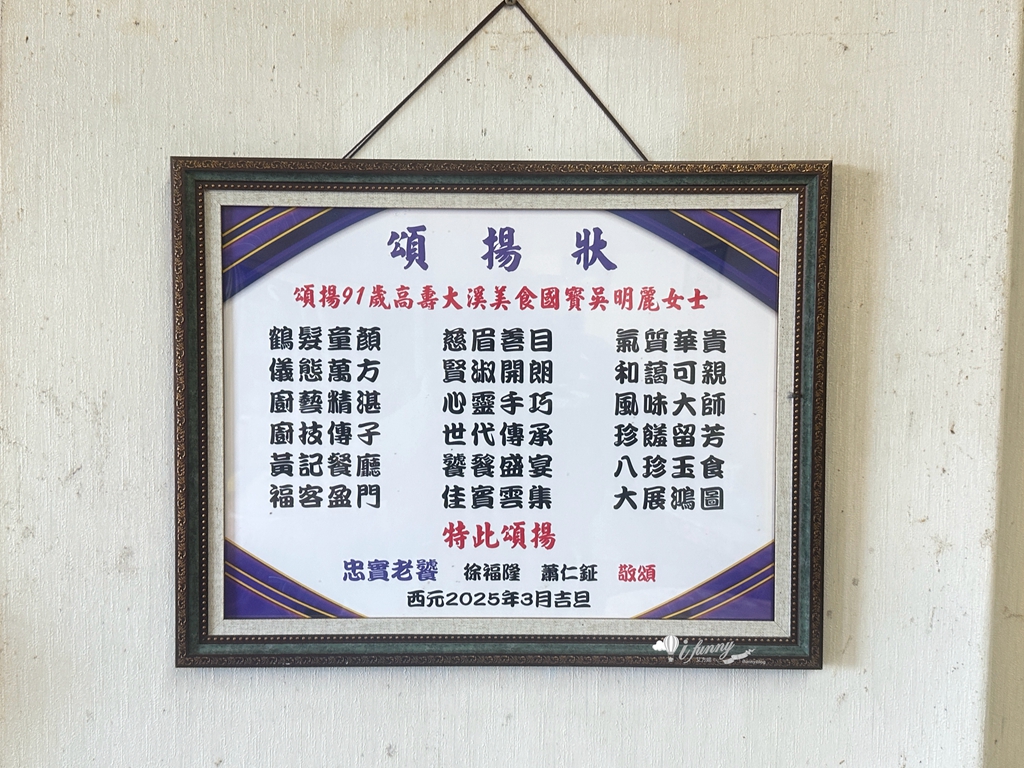 頌揚狀
頌揚91歲高壽大溪美食國寶吳明麗女士
鶴髮童顏 慈眉善目 氣質華貴
儀態萬方 賢淑開朗 和藹可親
廚藝精湛 心靈手巧 風味大師
廚技傳子 世代傳承 珍饈留芳
黃記餐廳 饕餮盛宴 八珍玉食
福客盈門 佳賓雲集 大展鴻圖
特此頌揚
忠實老饕 徐福隆 蕭仁鉦 敬頌
西元2025年3月吉旦
i funny